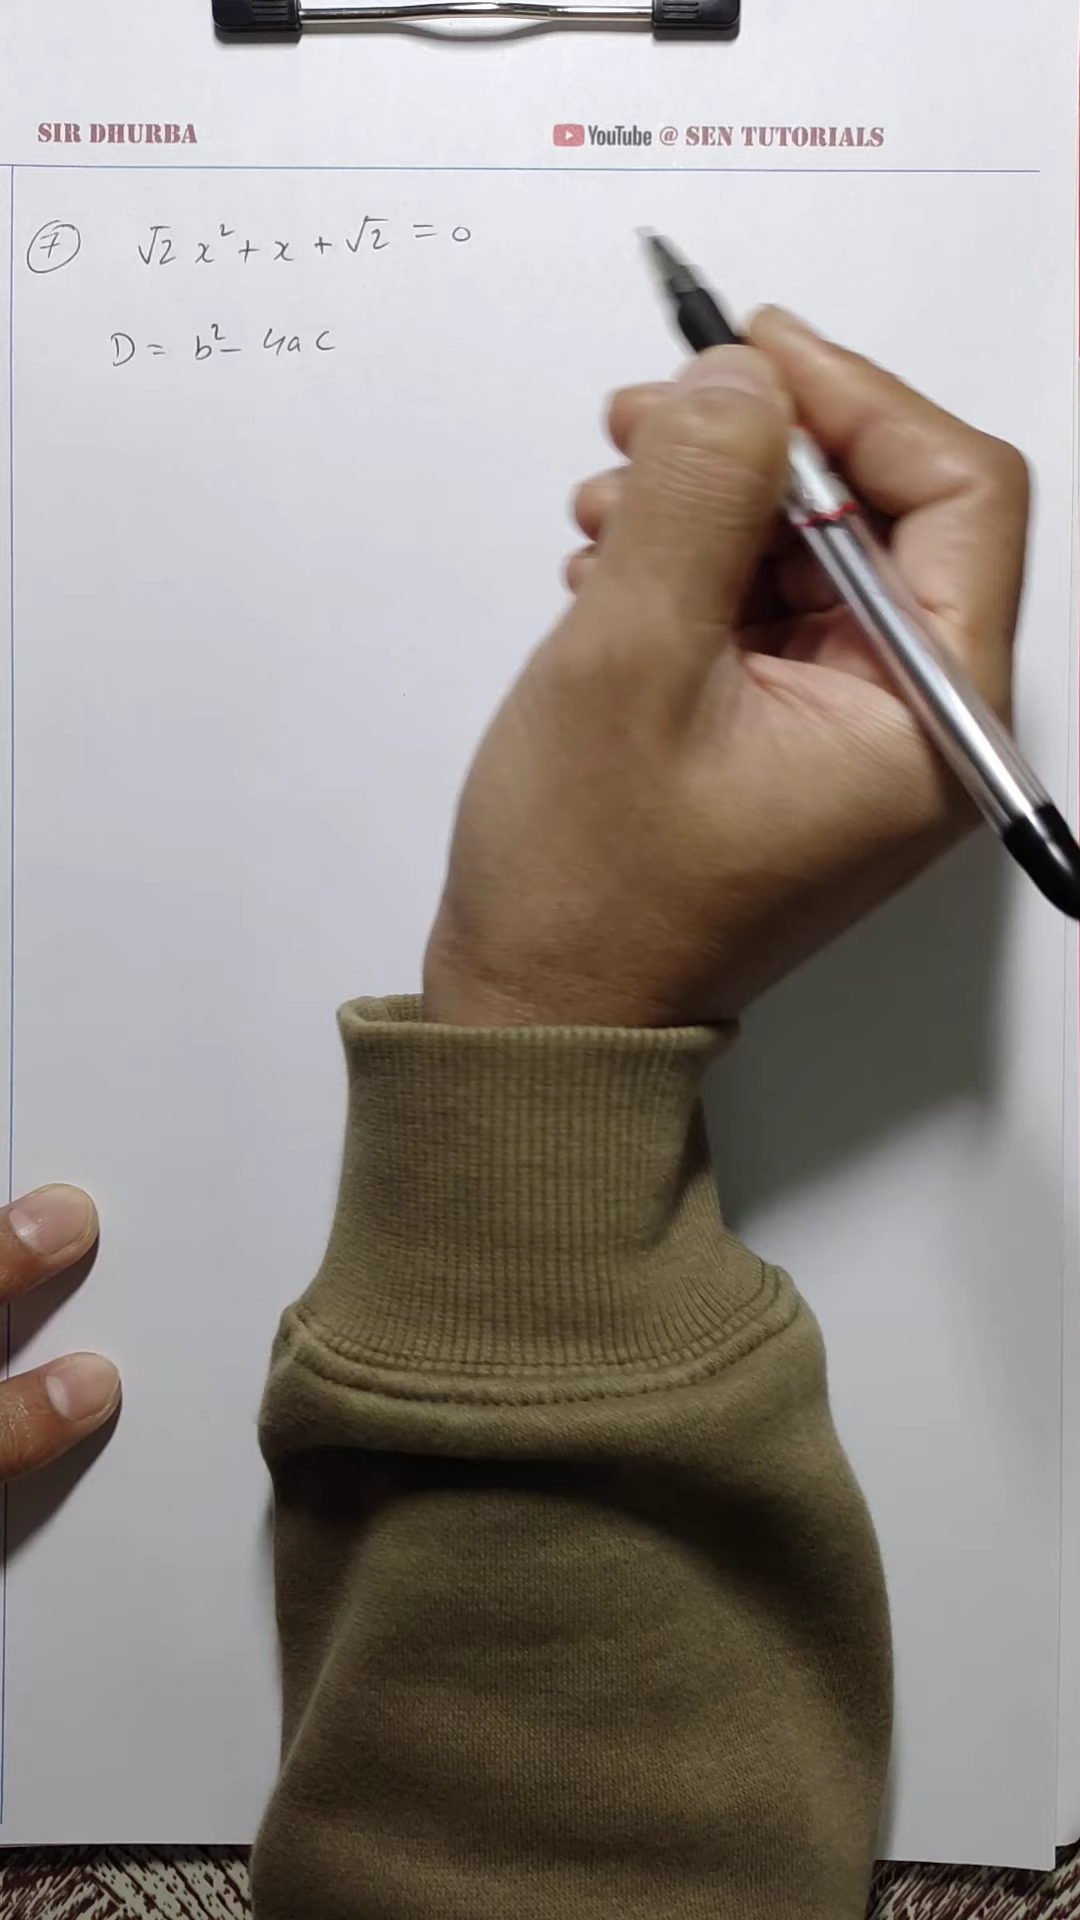 SIR DHURBA
YouTube @ SEN TUTORIALS
⑦ √2 x² + x + √2 = 0
D = b² - 4ac